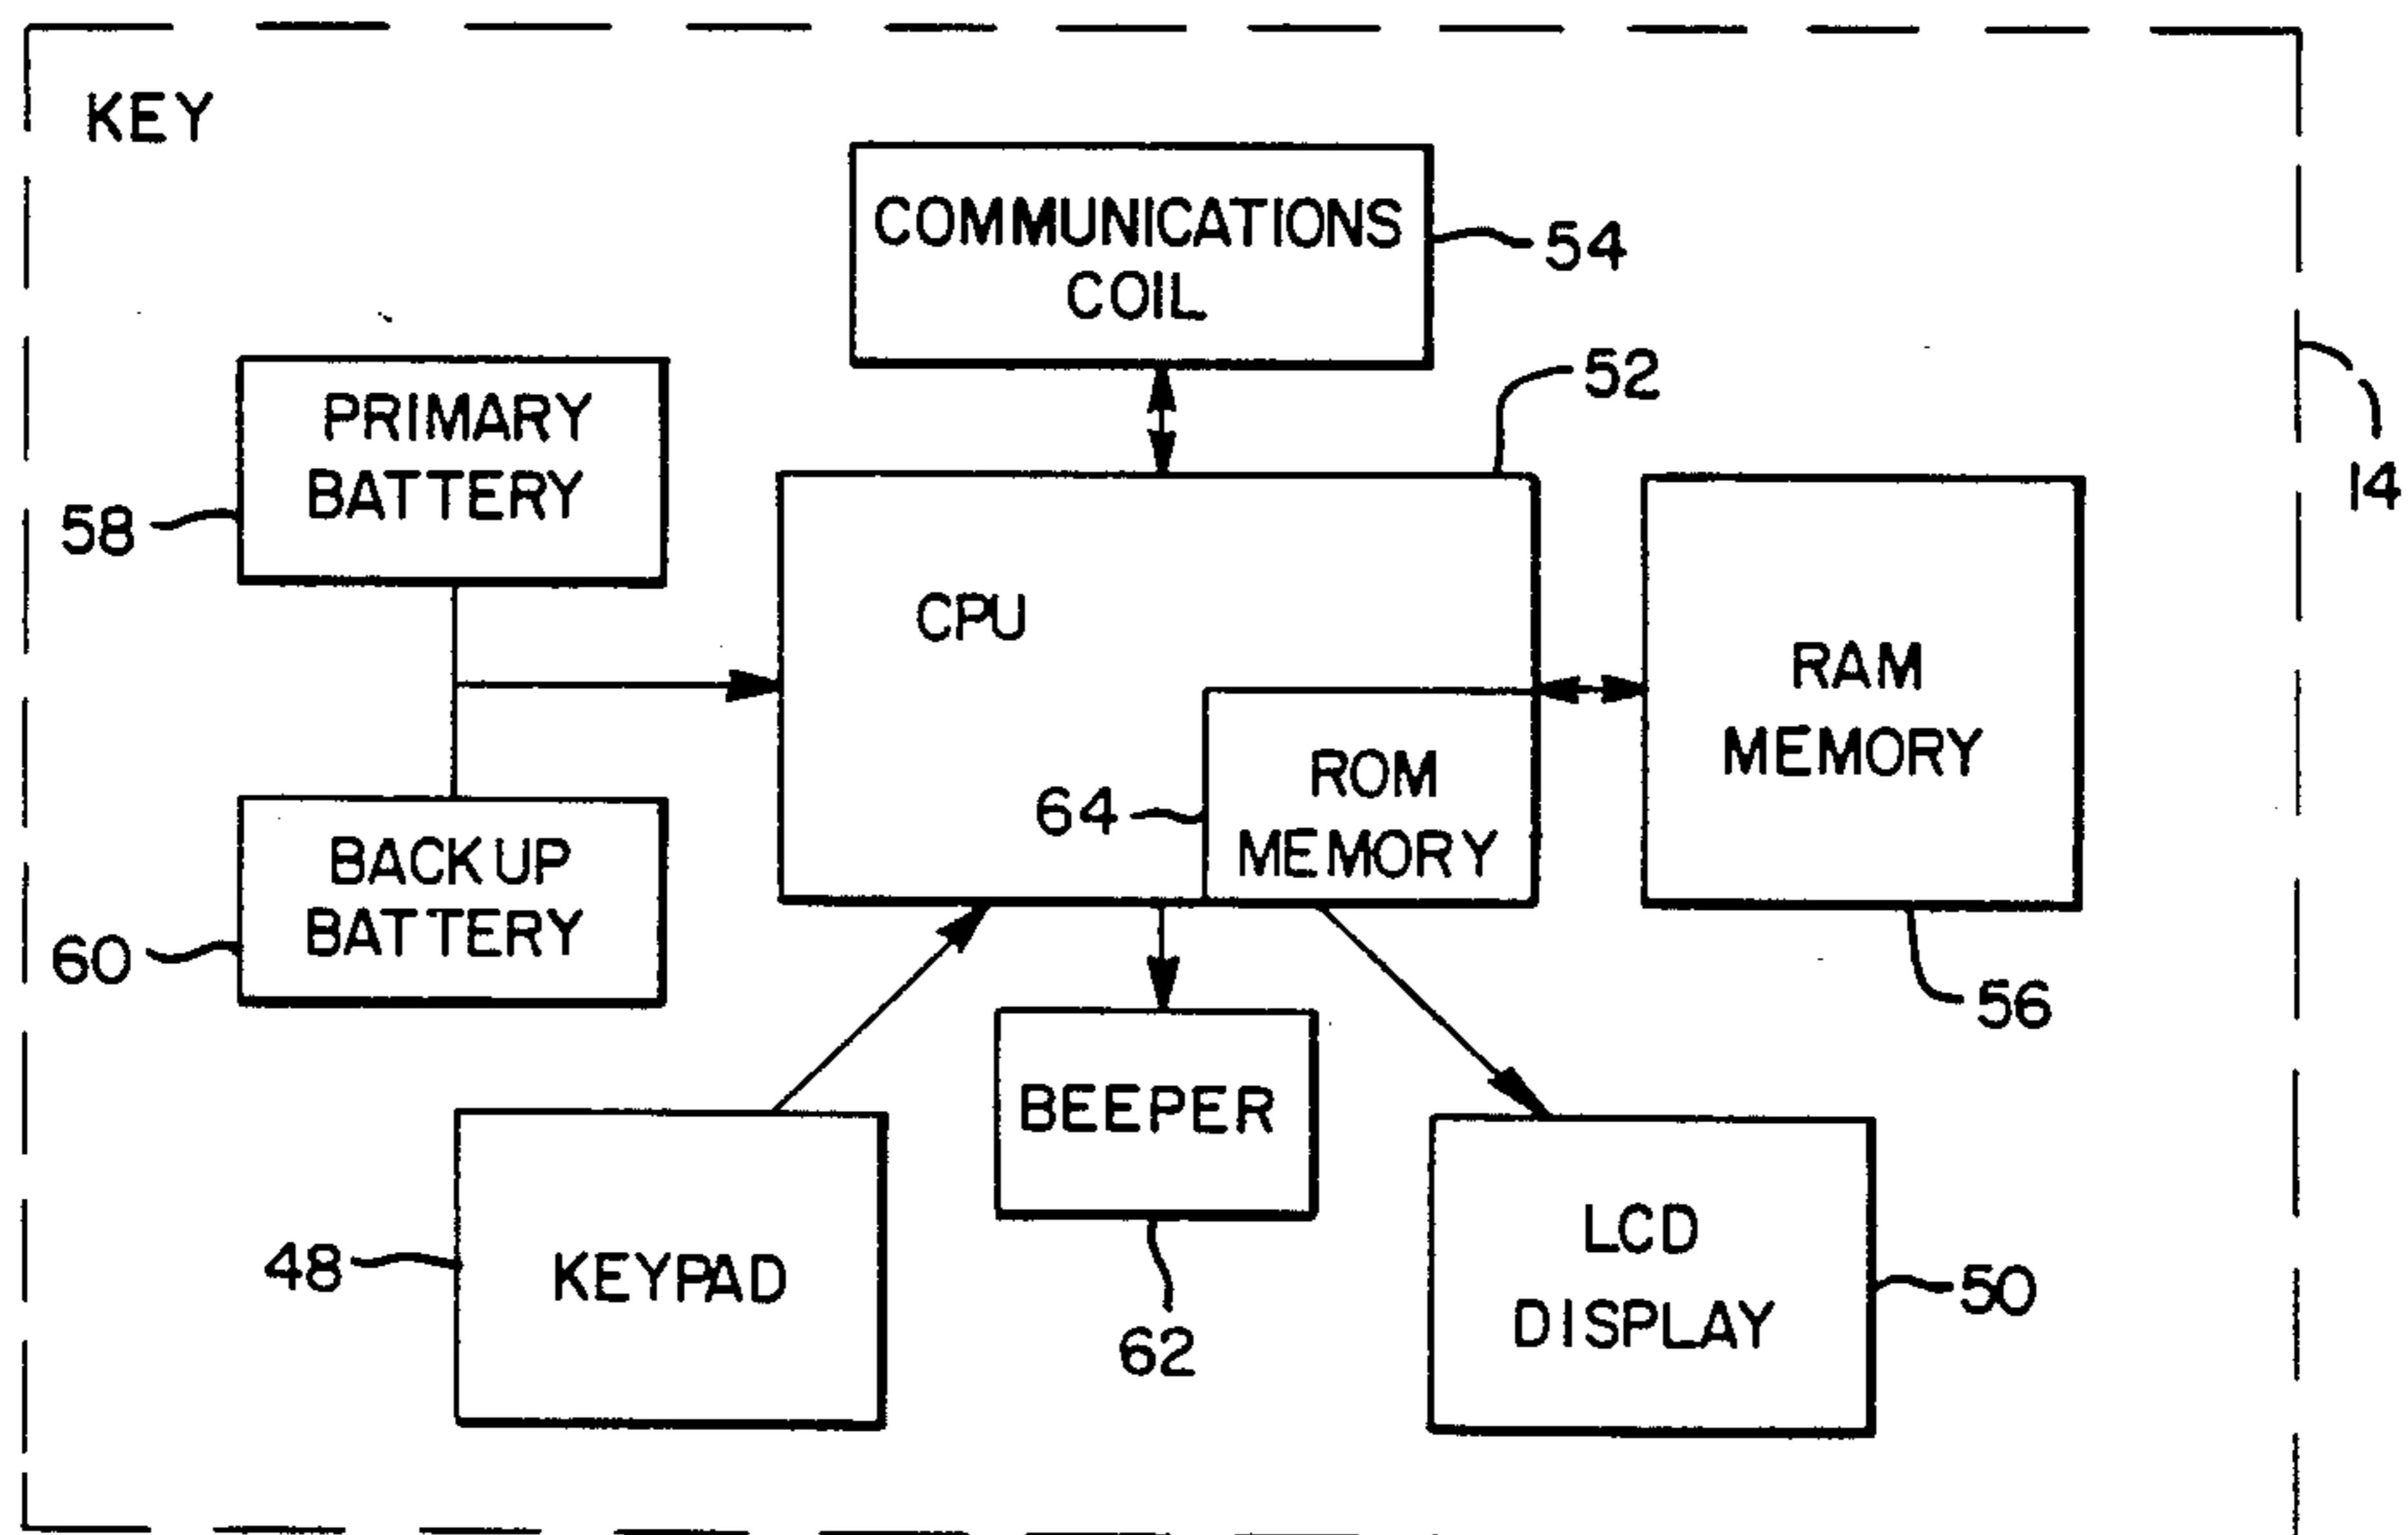 KEY
COMMUNICATIONS
COIL
54
52
PRIMARY
BATTERY
58
14
CPU
RAM
MEMORY
ROM
MEMORY
64
BACKUP
BATTERY
60
56
BEEPER
KEYPAD
48
LCD
DISPLAY
50
62